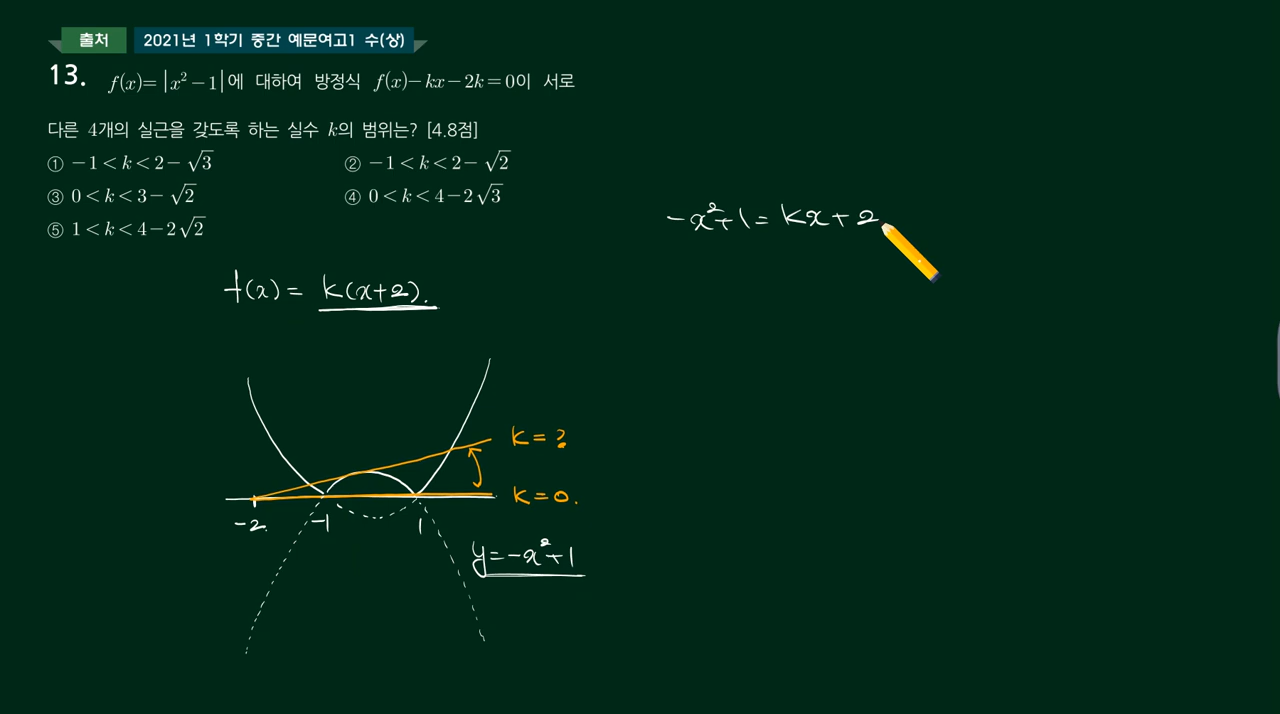 출처 2021년 1학기 중간 예문여고1 수(상)
13. f(x)=|x²-1|에 대하여 방정식 f(x)-kx-2k=0이 서로
다른 4개의 실근을 갖도록 하는 실수 k의 범위는? [4.8점]
① -1<k<2-√3 ② -1<k<2-√2
③ 0<k<3-√2 ④ 0<k<4-2√3
⑤ 1<k<4-2√2
-x²+1=kx+2
f(x)= k(x+2).
k=?
k=0.
-2 -1 1
y=-x²+1